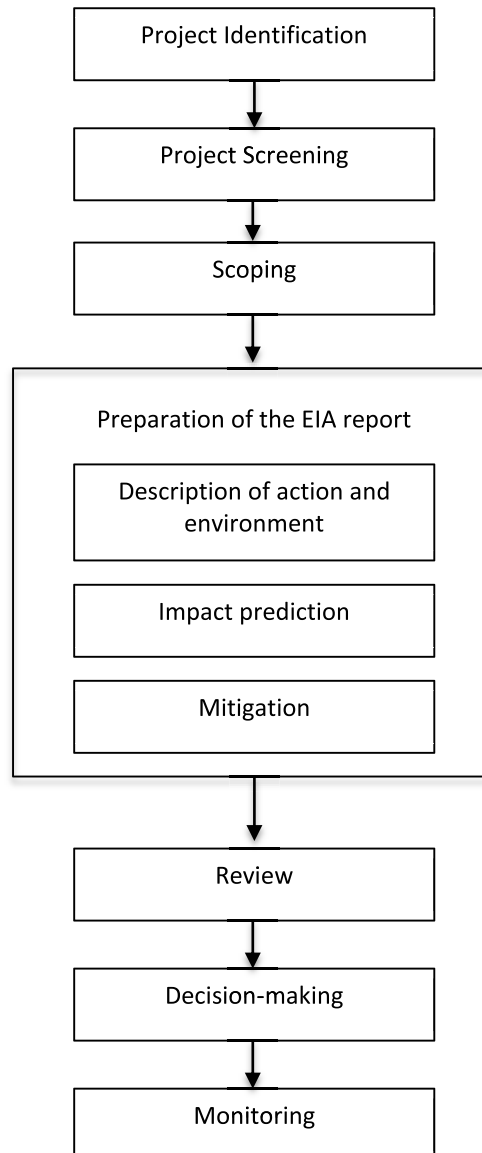 Project Identification
Project Screening
Scoping
Preparation of the EIA report
Description of action and
environment
Impact prediction
Mitigation
Review
Decision-making
Monitoring